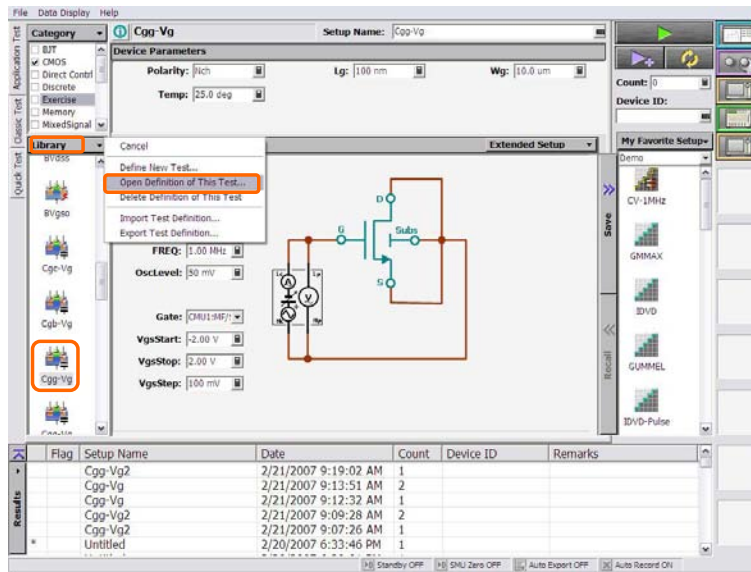 File Data Display Help
Category
BJT
CMOS
Direct Contrl
Discrete
Exercise
Memory
MixedSignal
Application Test
Classic Test
Quick Test
Cgg-Vg
Setup Name: Cgg-Vg
Device Parameters
Polarity: Nch
Lg: 100 nm
Wg: 10.0 um
Temp: 25.0 deg
Count: 0
Device ID:
Library
BVdss
BVgso
Cgc-Vg
Cgb-Vg
Cgg-Vg
Cancel
Define New Test...
Open Definition of This Test...
Delete Definition of This Test
Import Test Definition...
Export Test Definition...
Extended Setup
FREQ: 1.00 MHz
OscLevel: 50 mV
Gate: CMU1:MF/
VgsStart: -2.00 V
VgsStop: 2.00 V
VgsStep: 100 mV
D
G
Subs
S
A
V
Save
Recall
My Favorite Setup
Demo
CV-1MHz
GMMAX
IDVD
GUMMEL
IDVD-Pulse
Results
Flag Setup Name Date Count Device ID Remarks
Cgg-Vg2 2/21/2007 9:19:02 AM 1
Cgg-Vg 2/21/2007 9:13:51 AM 2
Cgg-Vg 2/21/2007 9:12:32 AM 1
Cgg-Vg2 2/21/2007 9:09:28 AM 2
Cgg-Vg2 2/21/2007 9:07:26 AM 1
* Untitled 2/20/2007 6:33:46 PM 1
Standby OFF SMU Zero OFF Auto Export OFF Auto Record ON